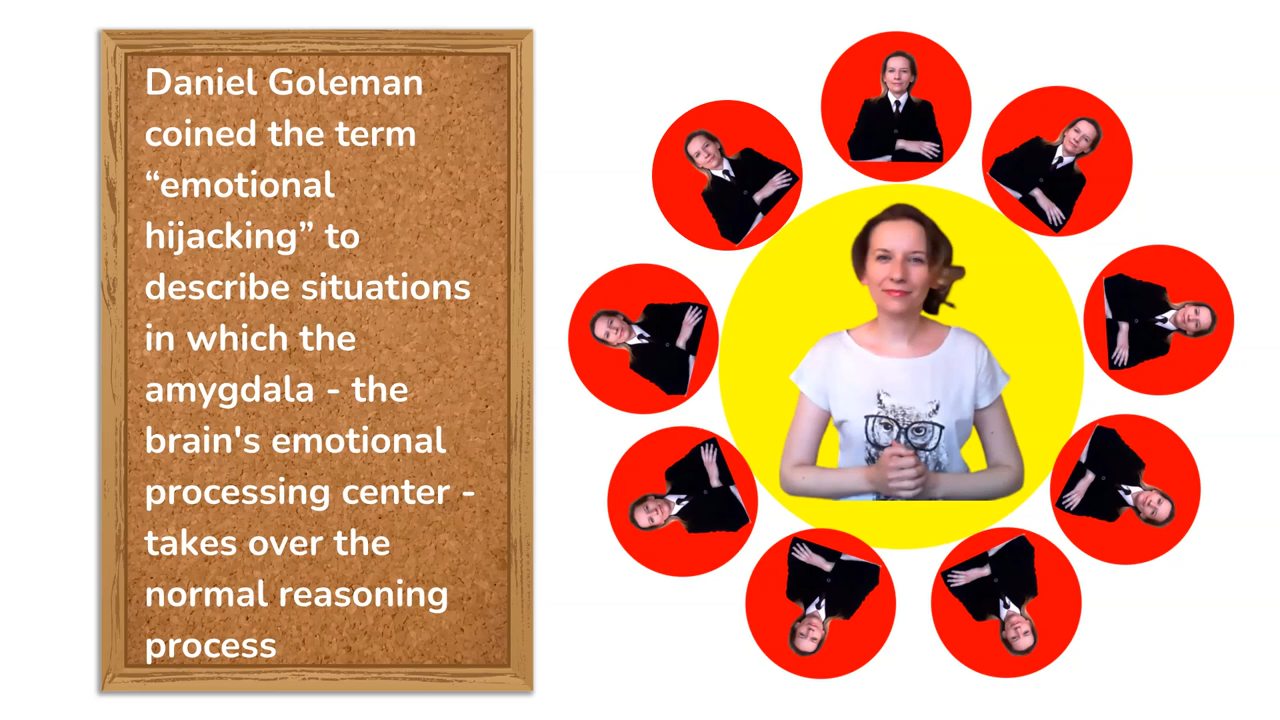 Daniel Goleman
coined the term
“emotional
hijacking” to
describe situations
in which the
amygdala - the
brain's emotional
processing center -
takes over the
normal reasoning
process